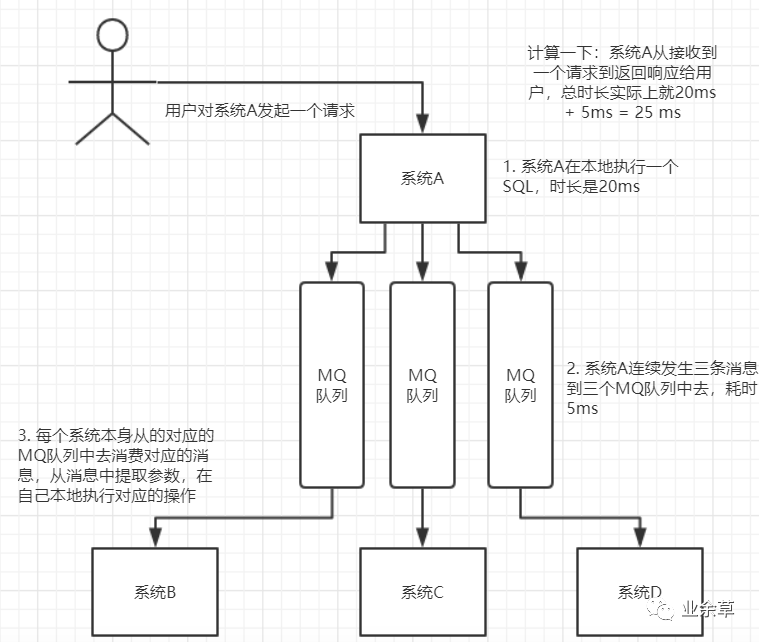 计算一下：系统A从接收到
一个请求到返回响应给用
户，总时长实际上就20ms
+ 5ms = 25 ms
用户对系统A发起一个请求
系统A
1. 系统A在本地执行一个
SQL，时长是20ms
MQ
队列
MQ
队列
MQ
队列
2. 系统A连续发生三条消息
到三个MQ队列中去，耗时
5ms
3. 每个系统本身从的对应的
MQ队列中去消费对应的消
息，从消息中提取参数，在
自己本地执行对应的操作
系统B
系统C
系统D
业余草